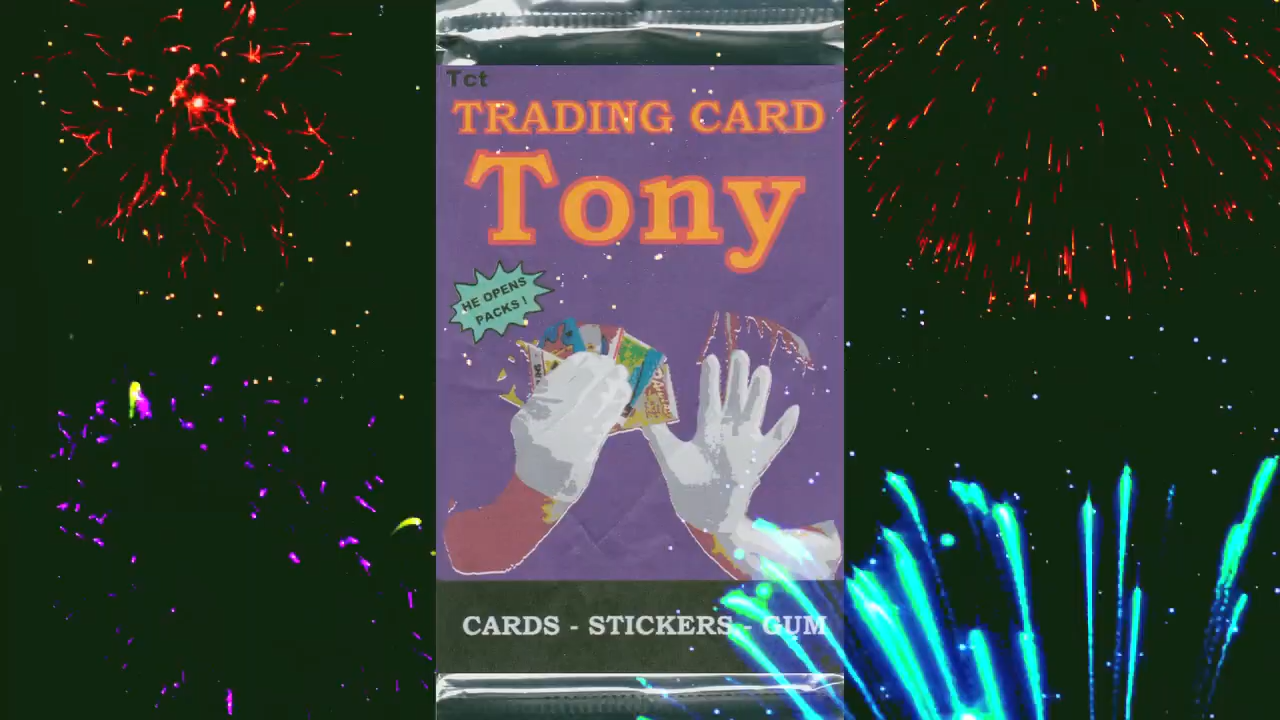 Tct
TRADING CARD
Tony
HE OPENS
PACKS !
CARDS - STICKERS - GUM